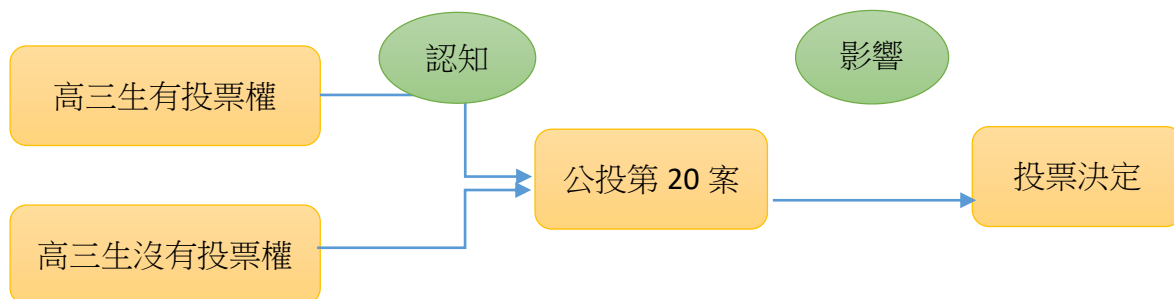 認知
影響
高三生有投票權
公投第 20 案
投票決定
高三生沒有投票權